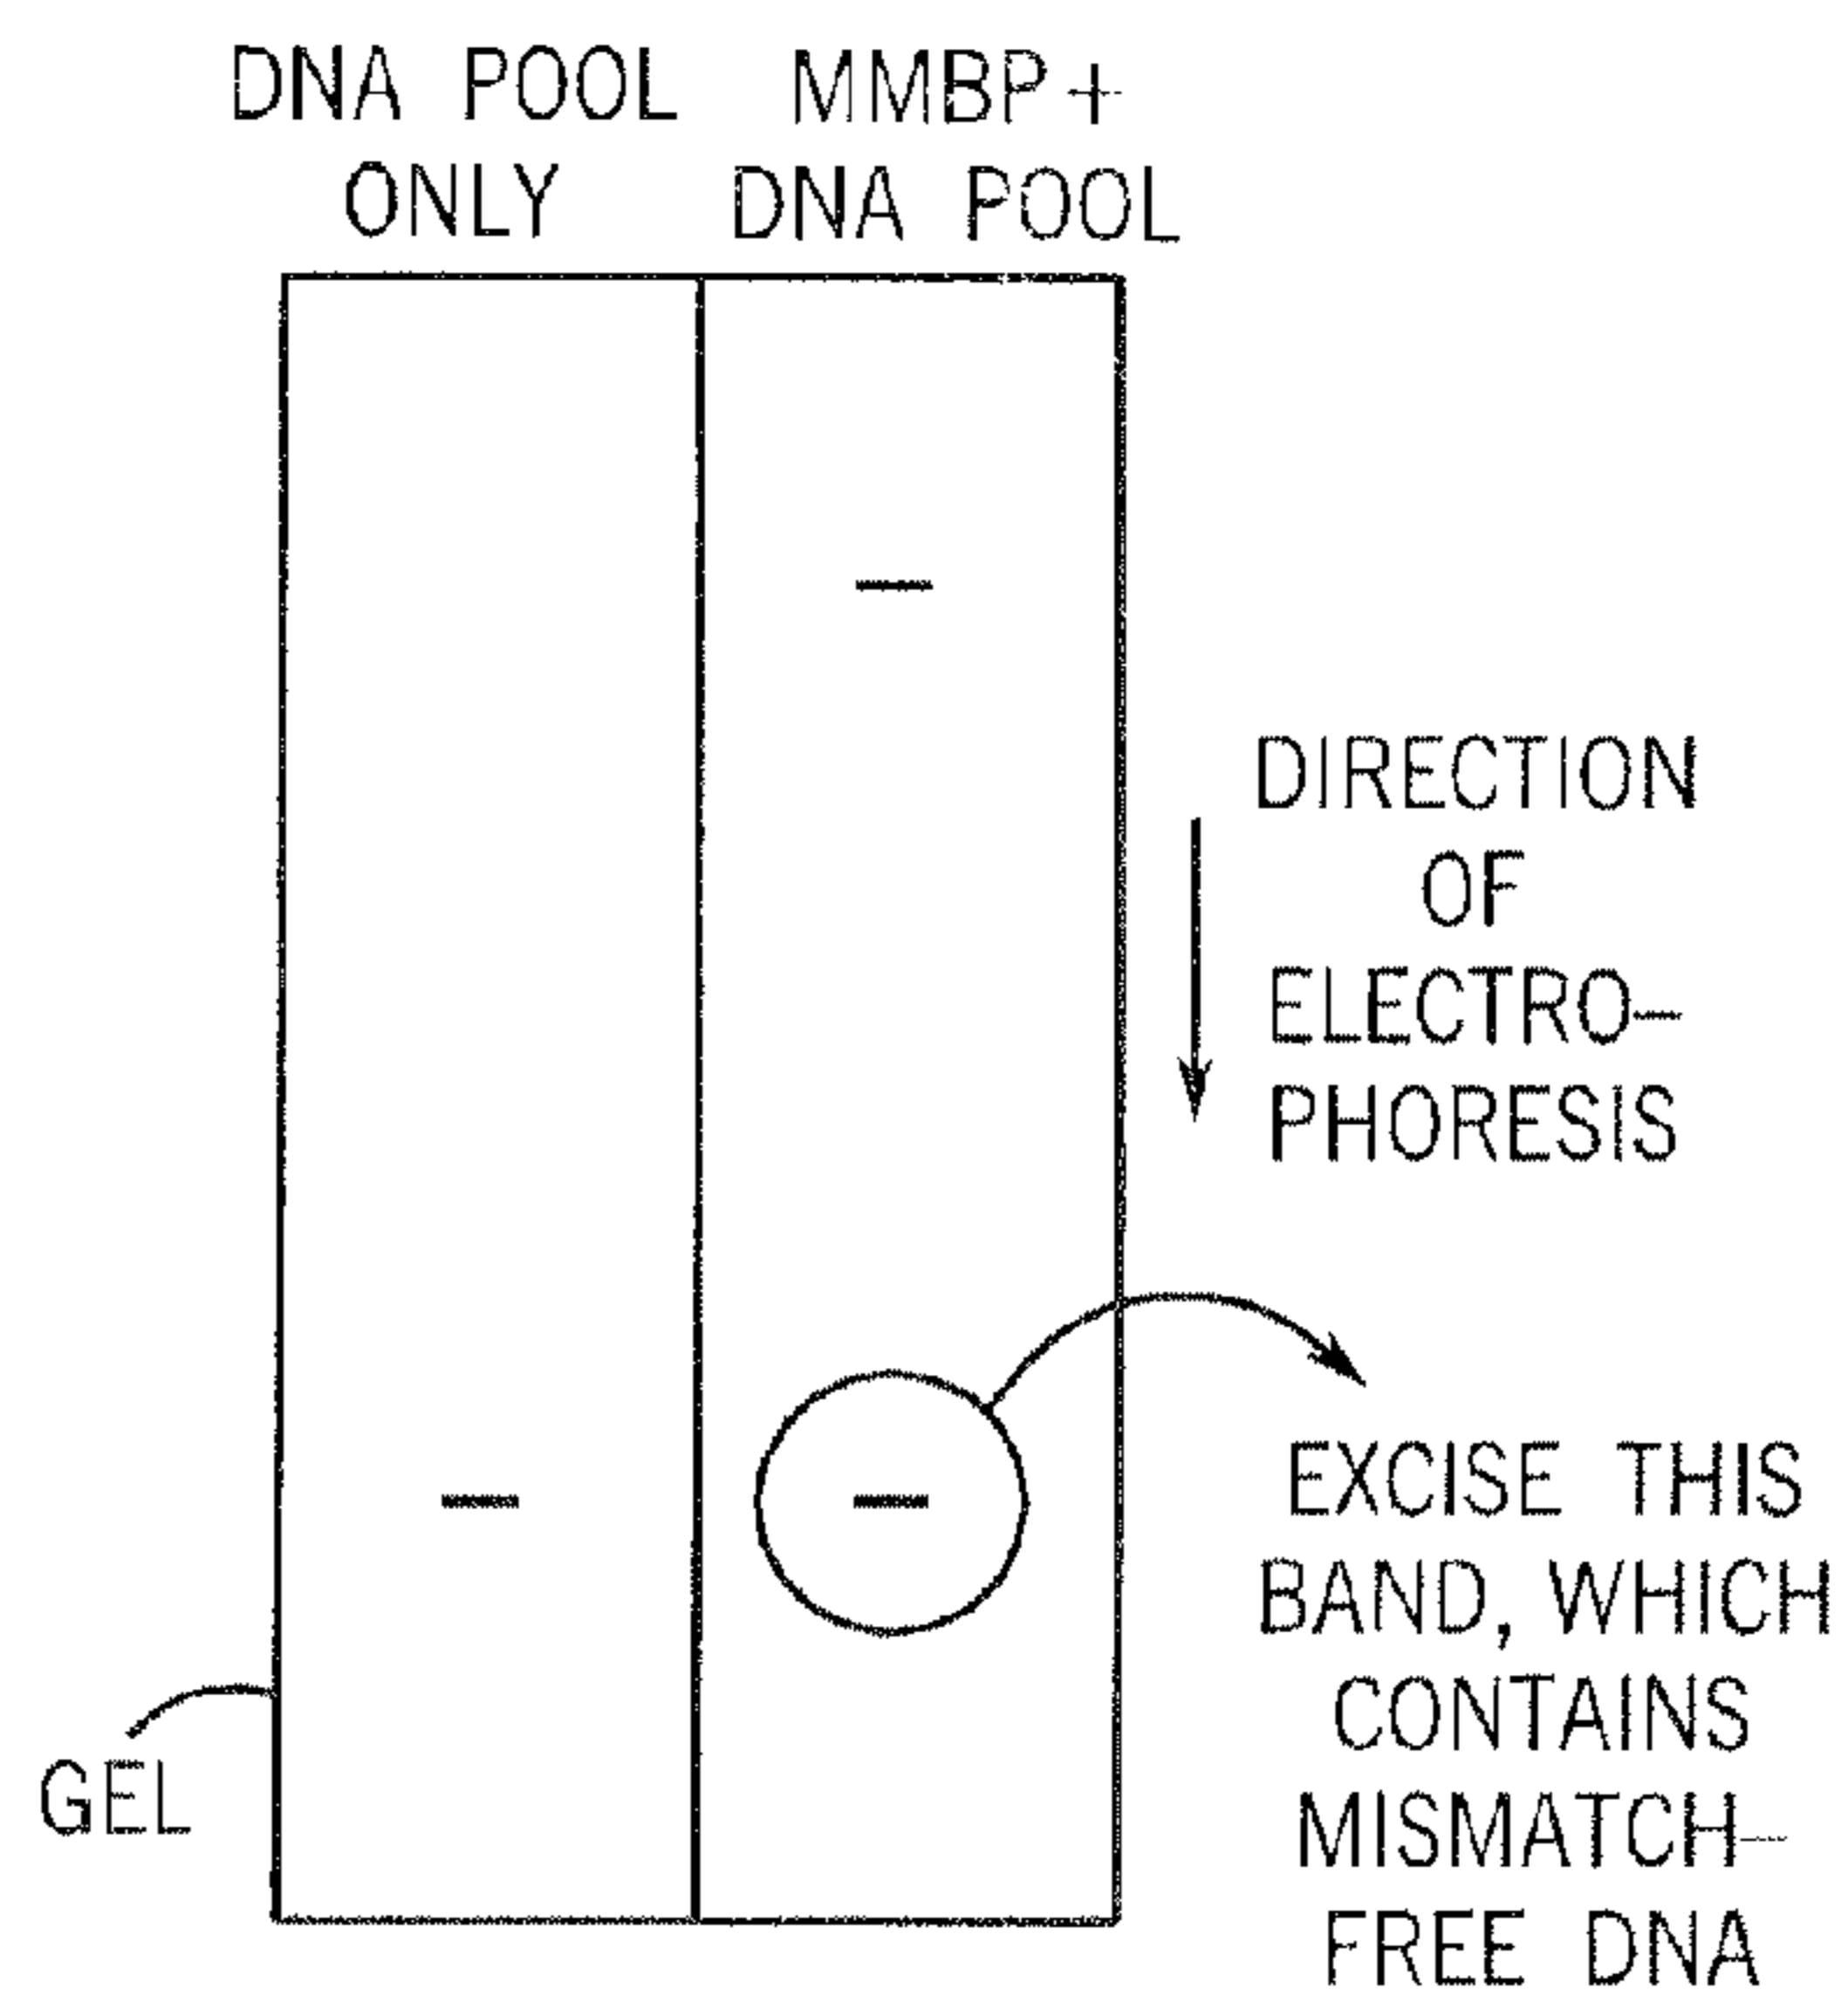 DNA POOL
ONLY
MMBP+
DNA POOL
DIRECTION
OF
ELECTRO-
PHORESIS
EXCISE THIS
BAND, WHICH
CONTAINS
MISMATCH-
FREE DNA
GEL